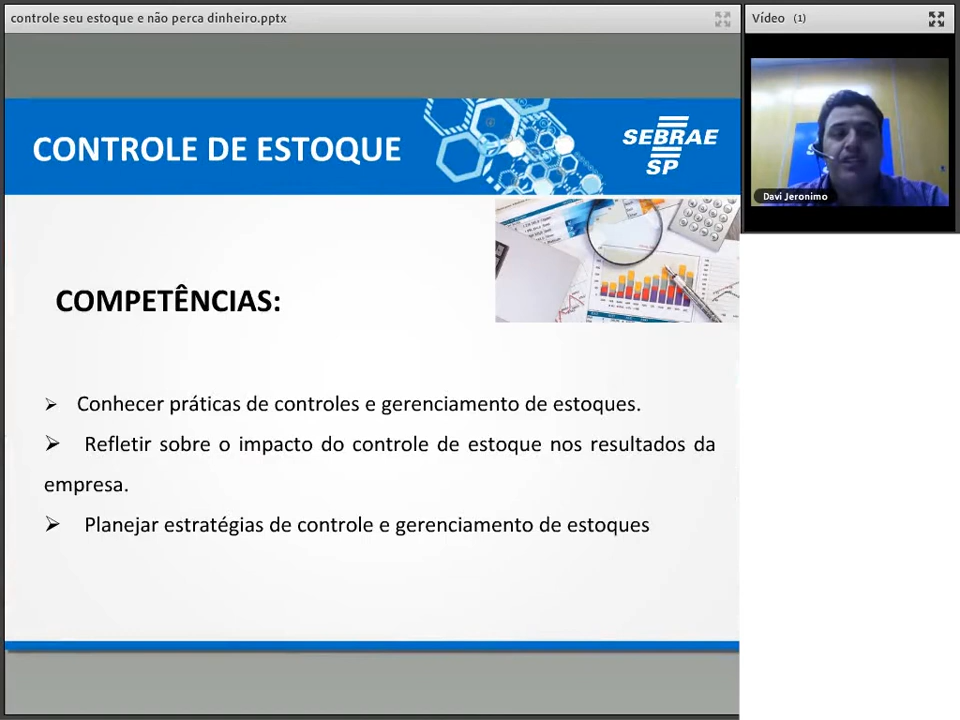 controle seu estoque e não perca dinheiro.pptx
Vídeo (1)
CONTROLE DE ESTOQUE
SEBRAE
SP
Davi Jeronimo
COMPETÊNCIAS:
➢ Conhecer práticas de controles e gerenciamento de estoques.
➢ Refletir sobre o impacto do controle de estoque nos resultados da
empresa.
➢ Planejar estratégias de controle e gerenciamento de estoques